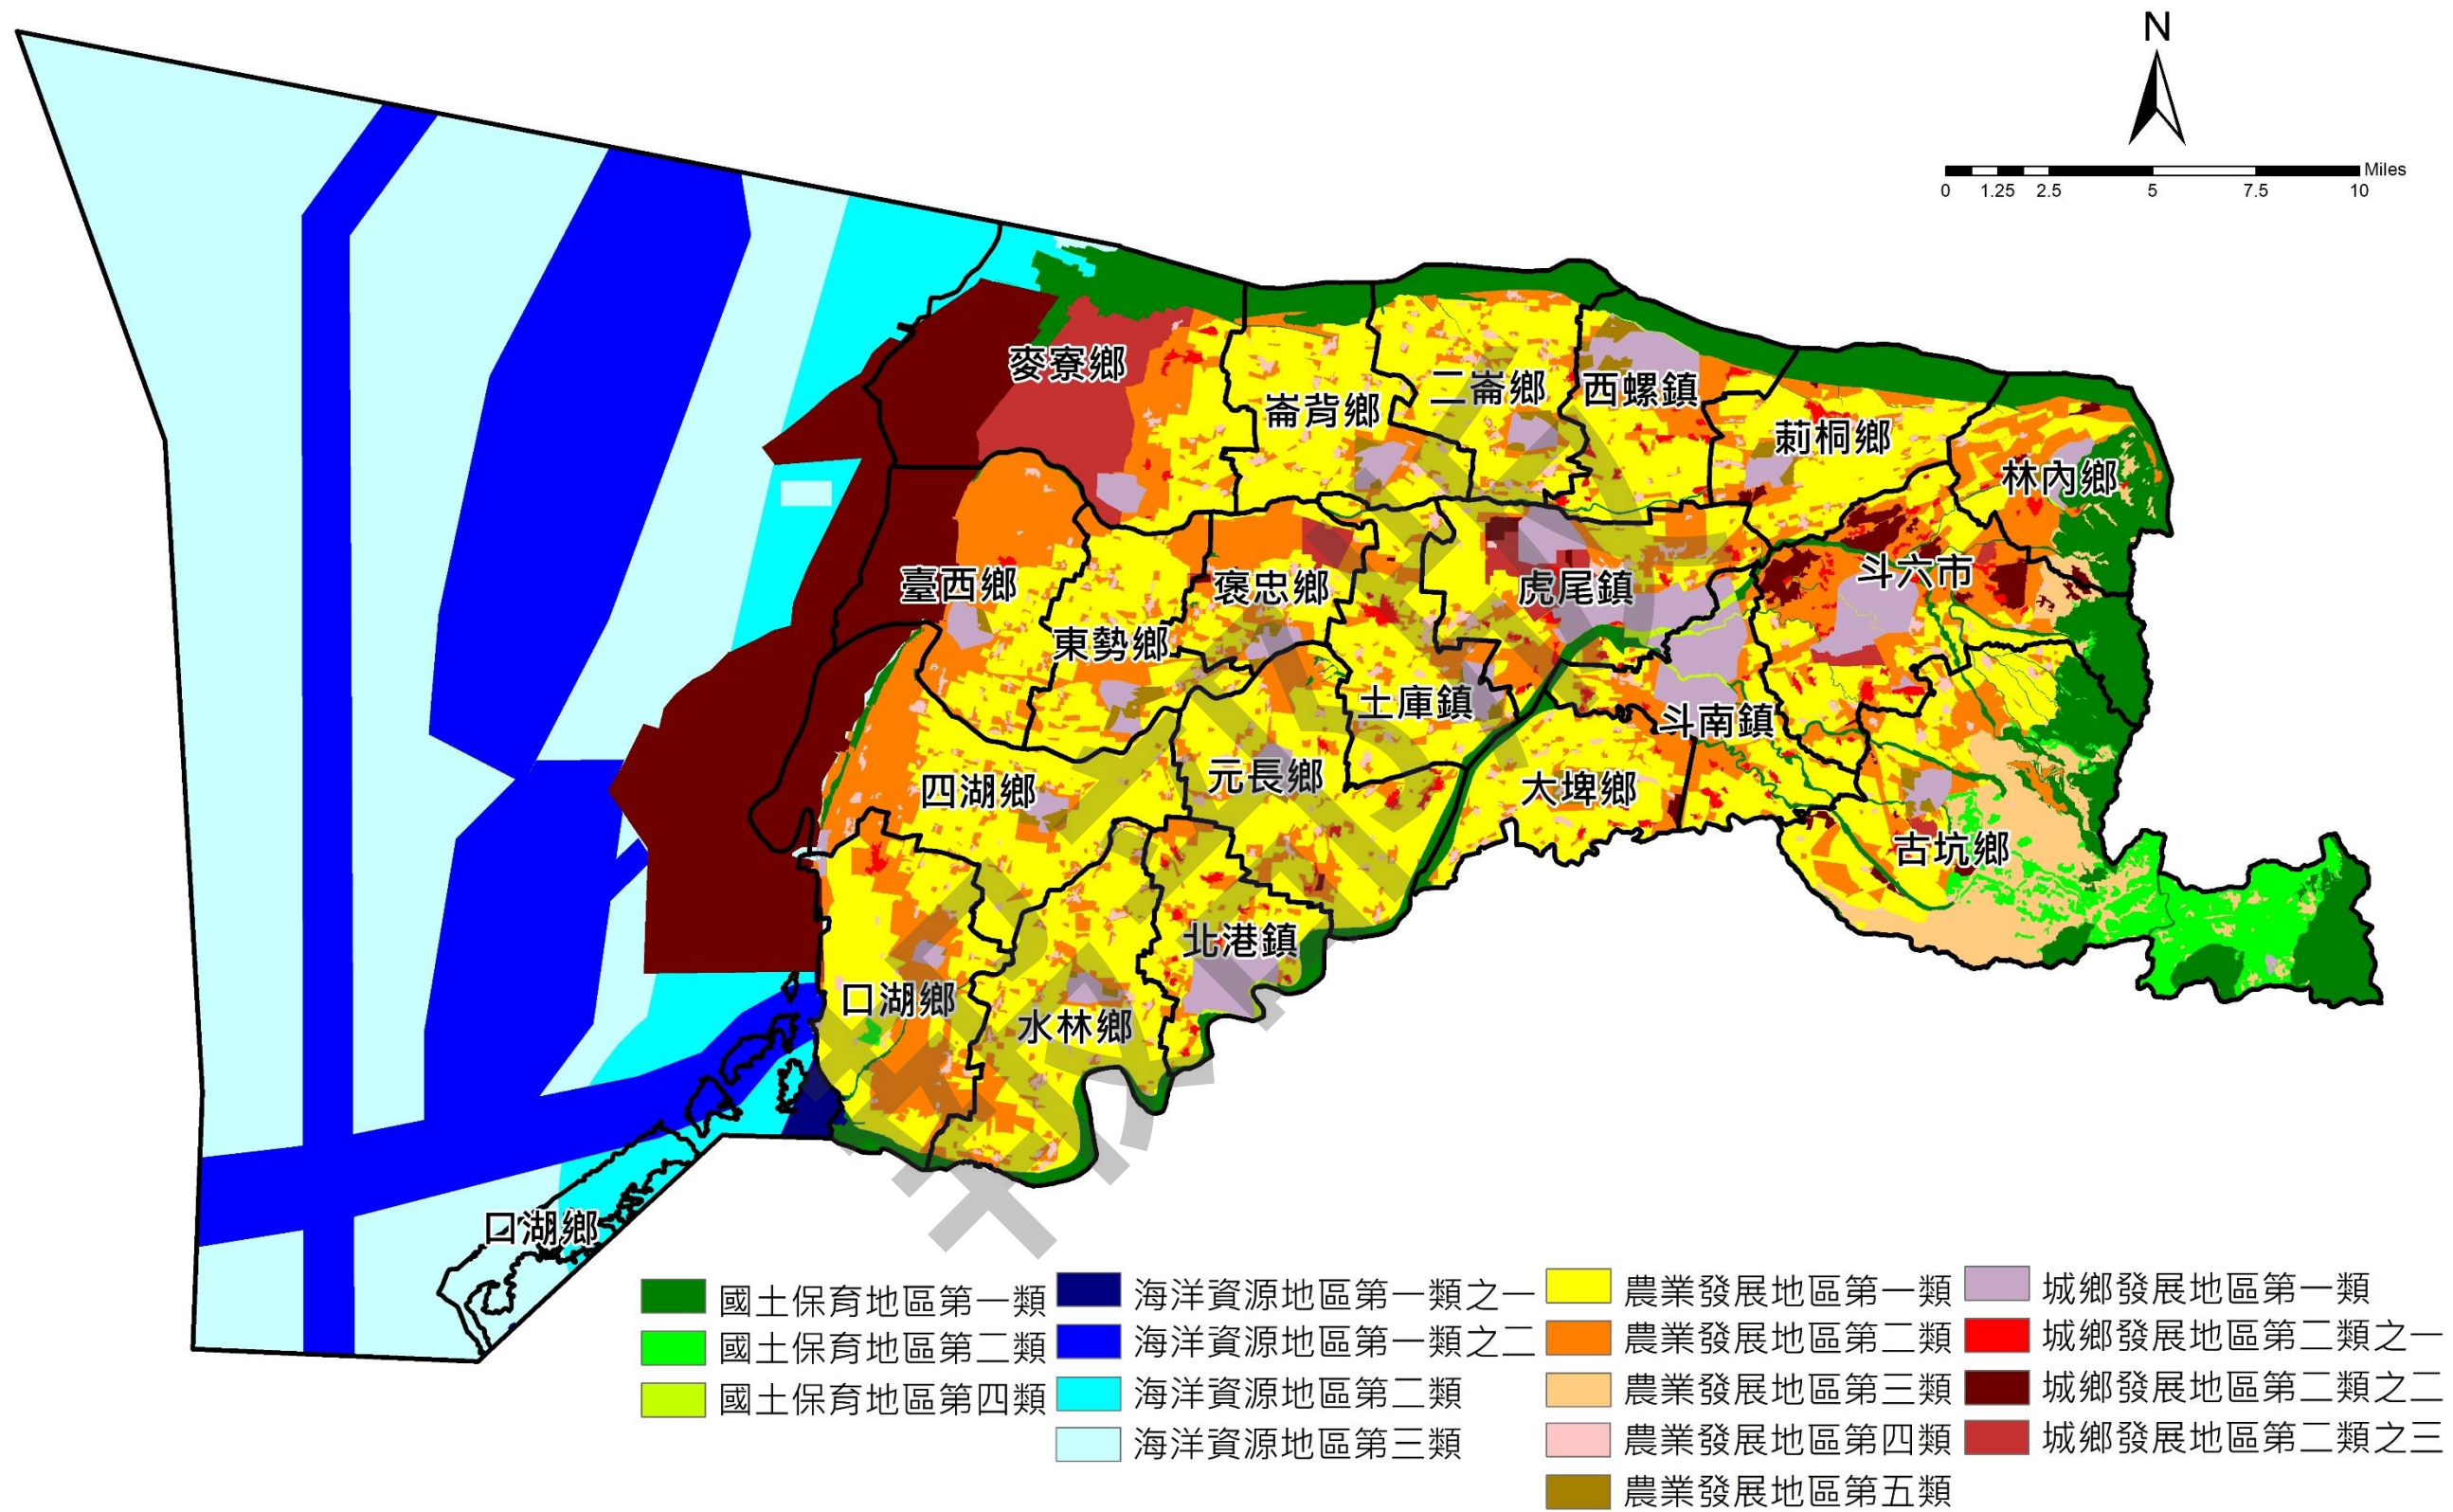 N
Miles
0 1.25 2.5 5 7.5 10
麥寮鄉
崙背鄉
二崙鄉
西螺鎮
莿桐鄉
林內鄉
臺西鄉
東勢鄉
褒忠鄉
虎尾鎮
斗六市
土庫鎮
斗南鎮
四湖鄉
元長鄉
大埤鄉
古坑鄉
北港鎮
口湖鄉
水林鄉
口湖鄉
國土保育地區第一類
國土保育地區第二類
國土保育地區第四類
海洋資源地區第一類之一
海洋資源地區第一類之二
海洋資源地區第二類
海洋資源地區第三類
農業發展地區第一類
農業發展地區第二類
農業發展地區第三類
農業發展地區第四類
農業發展地區第五類
城鄉發展地區第一類
城鄉發展地區第二類之一
城鄉發展地區第二類之二
城鄉發展地區第二類之三